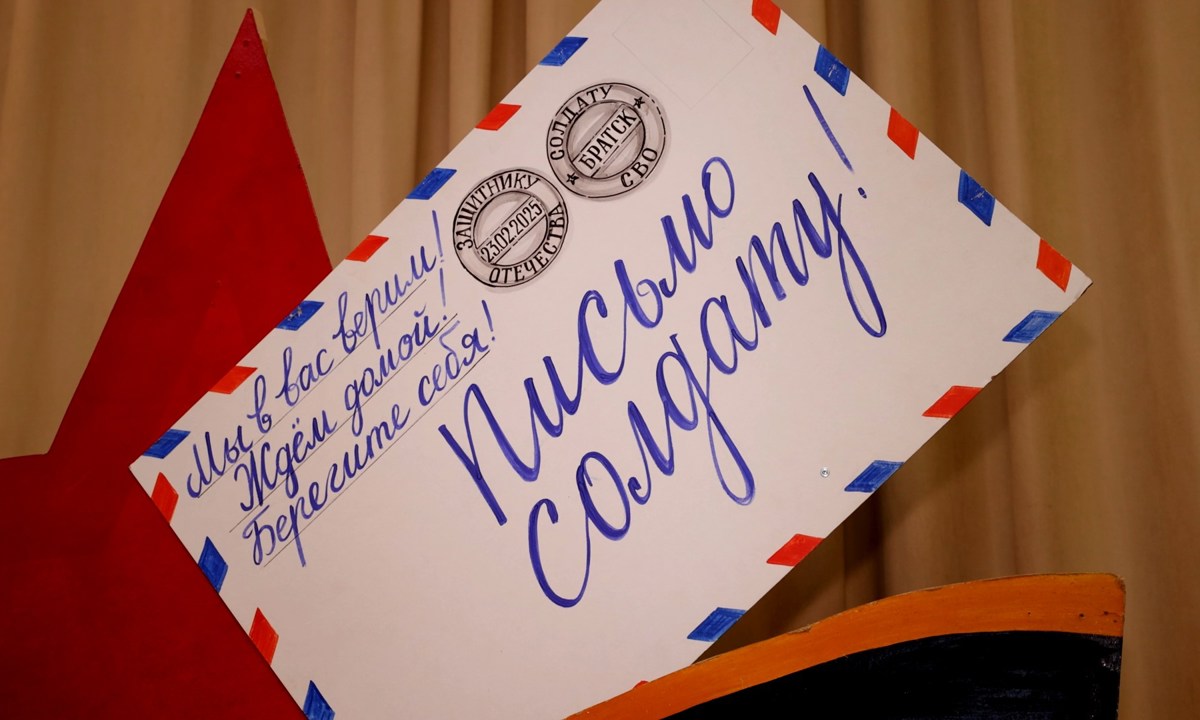 СОЛДАТУ
БРАТСК
СВО
ЗАЩИТНИКУ
23.02.2025
ОТЕЧЕСТВА
Мы в вас верим!
Ждём домой!
Берегите себя!
Письмо
солдату!